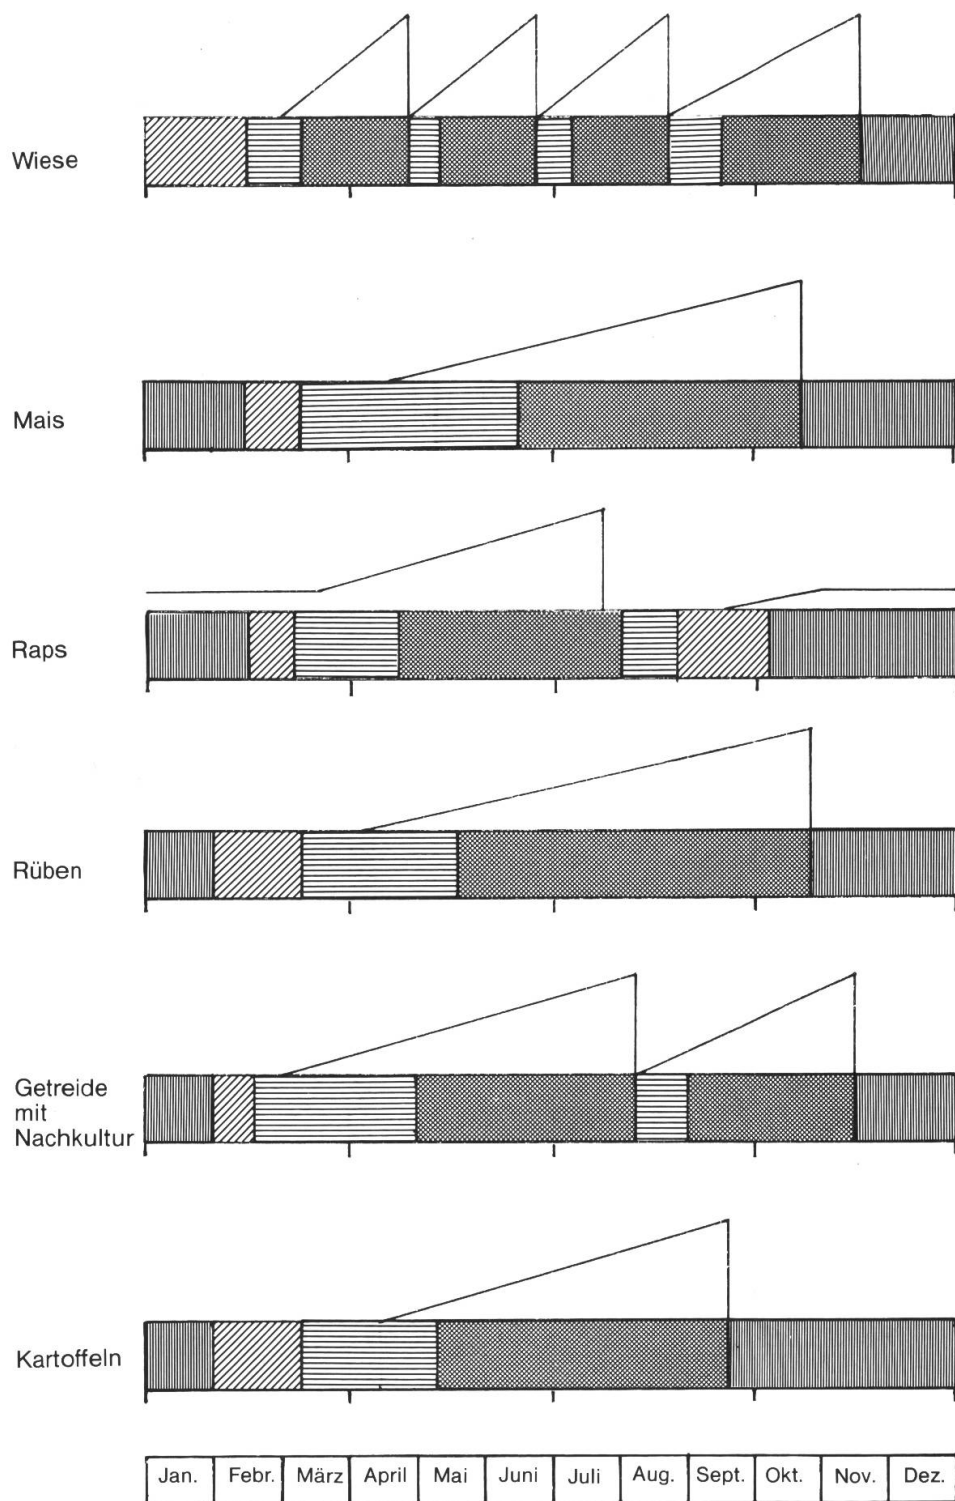 Wiese
Mais
Raps
Rüben
Getreide
mit
Nachkultur
Kartoffeln
Jan. Febr. März April Mai Juni Juli Aug. Sept. Okt. Nov. Dez.